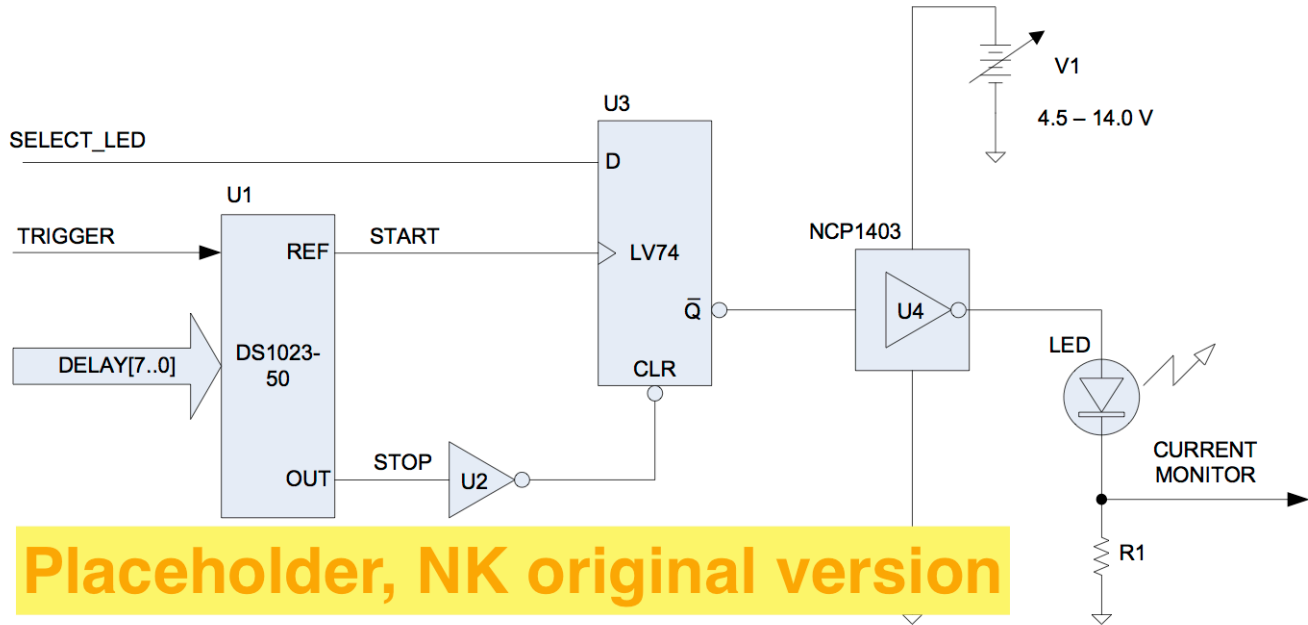 V1
4.5 – 14.0 V
U3
SELECT_LED
D
U1
TRIGGER
REF
START
LV74
NCP1403
Q̅
U4
DELAY[7..0]
DS1023-
50
LED
CLR
CURRENT
MONITOR
STOP
OUT
U2
R1
Placeholder, NK original version